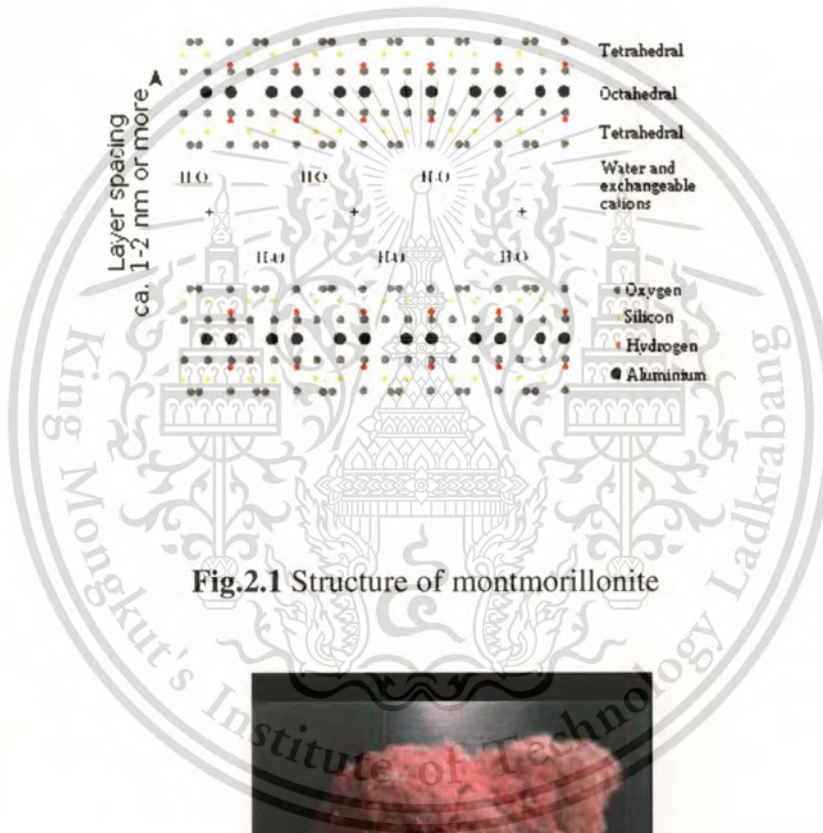 Tetrahedral
Octahedral
Tetrahedral
Layer spacing
ca. 1-2 nm or more
H2O H2O H2O
Water and
exchangeable
cations
+ + +
H2O H2O H2O
Oxygen
Silicon
Hydrogen
Aluminium
Fig.2.1 Structure of montmorillonite
King Mongkut's Institute of Technology Ladkrabang